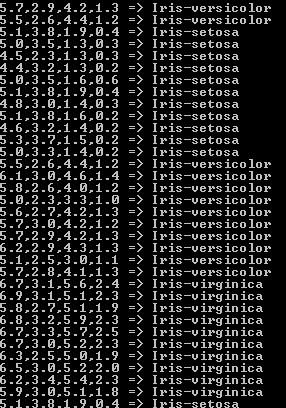 5.7,2.9,4.2,1.3 => Iris-versicolor
5.5,2.6,4.4,1.2 => Iris-versicolor
5.1,3.8,1.9,0.4 => Iris-setosa
5.0,3.5,1.3,0.3 => Iris-setosa
4.5,2.3,1.3,0.3 => Iris-setosa
4.4,3.2,1.3,0.2 => Iris-setosa
5.0,3.5,1.6,0.6 => Iris-setosa
5.1,3.8,1.9,0.4 => Iris-setosa
4.8,3.0,1.4,0.3 => Iris-setosa
5.1,3.8,1.6,0.2 => Iris-setosa
4.6,3.2,1.4,0.2 => Iris-setosa
5.3,3.7,1.5,0.2 => Iris-setosa
5.0,3.3,1.4,0.2 => Iris-setosa
5.5,2.6,4.4,1.2 => Iris-versicolor
6.1,3.0,4.6,1.4 => Iris-versicolor
5.8,2.6,4.0,1.2 => Iris-versicolor
5.0,2.3,3.3,1.0 => Iris-versicolor
5.6,2.7,4.2,1.3 => Iris-versicolor
5.7,3.0,4.2,1.2 => Iris-versicolor
5.7,2.9,4.2,1.3 => Iris-versicolor
6.2,2.9,4.3,1.3 => Iris-versicolor
5.1,2.5,3.0,1.1 => Iris-versicolor
5.7,2.8,4.1,1.3 => Iris-versicolor
6.7,3.1,5.6,2.4 => Iris-virginica
6.9,3.1,5.1,2.3 => Iris-virginica
5.8,2.7,5.1,1.9 => Iris-virginica
6.8,3.2,5.9,2.3 => Iris-virginica
6.7,3.3,5.7,2.5 => Iris-virginica
6.7,3.0,5.2,2.3 => Iris-virginica
6.3,2.5,5.0,1.9 => Iris-virginica
6.5,3.0,5.2,2.0 => Iris-virginica
6.2,3.4,5.4,2.3 => Iris-virginica
5.9,3.0,5.1,1.8 => Iris-virginica
5.1,3.8,1.9,0.4 => Iris-setosa